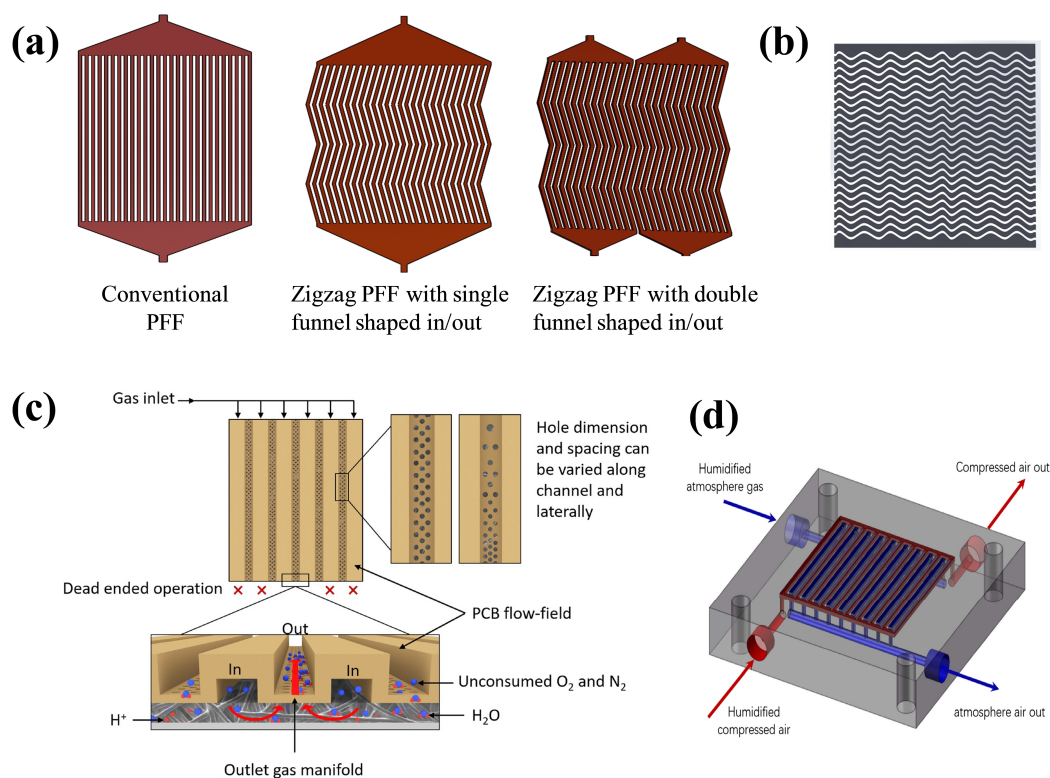 (a)
Conventional
PFF
Zigzag PFF with single
funnel shaped in/out
Zigzag PFF with double
funnel shaped in/out
(b)
(c)
Gas inlet
Hole dimension
and spacing can
be varied along
channel and
laterally
Dead ended operation
PCB flow-field
Out
In
In
Unconsumed O₂ and N₂
H⁺
H₂O
Outlet gas manifold
(d)
Humidified
atmosphere gas
Compressed air out
Humidified
compressed air
atmosphere air out